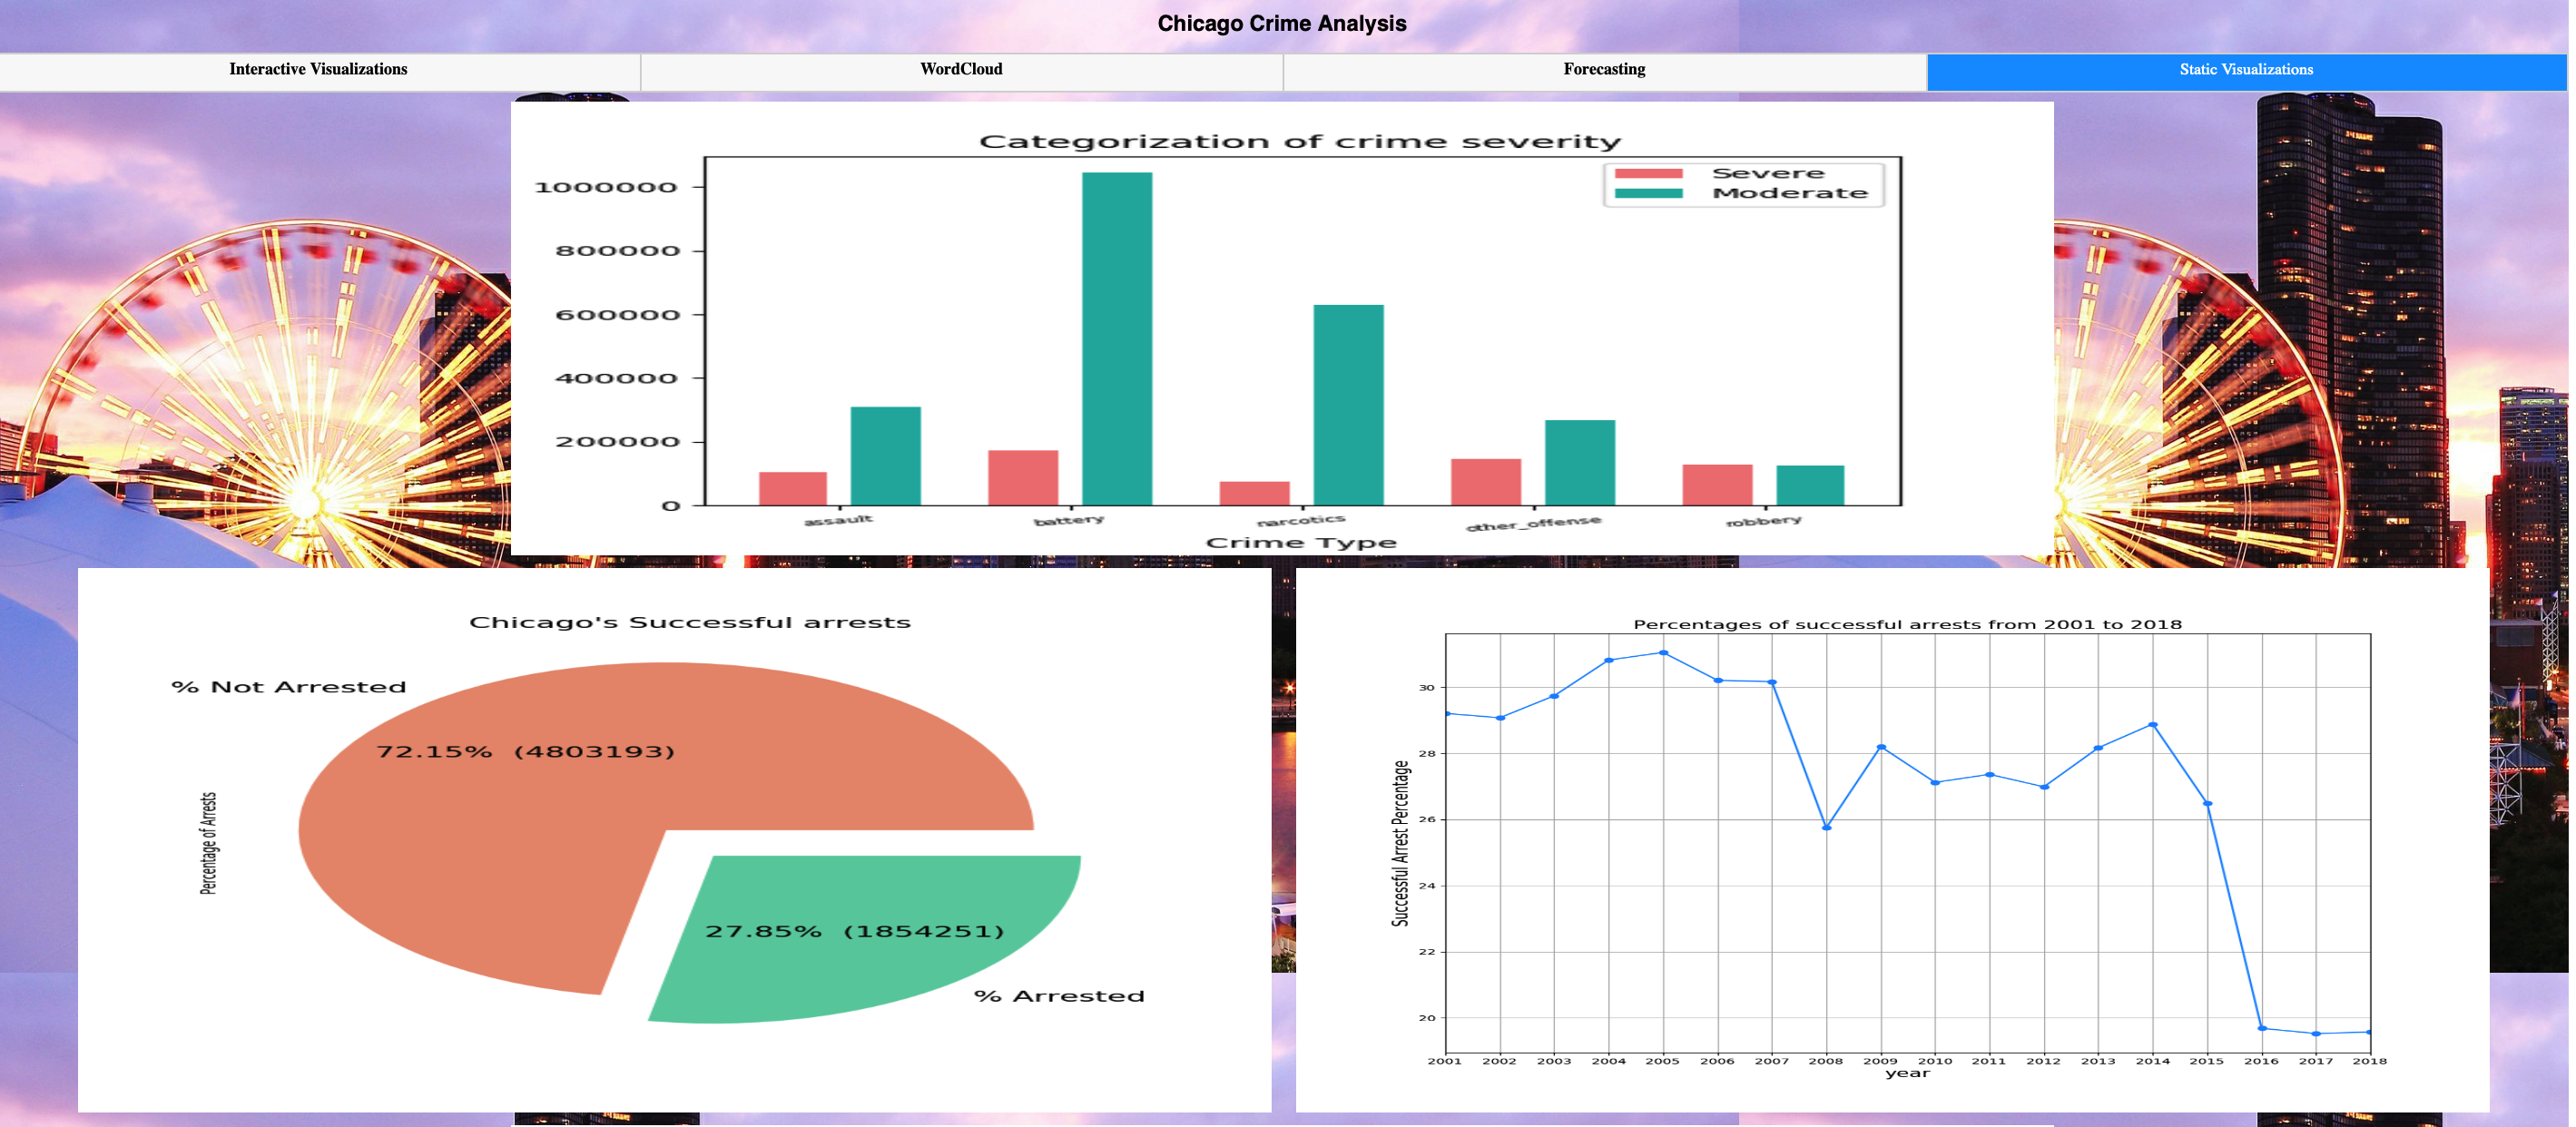 Chicago Crime Analysis
Interactive Visualizations
WordCloud
Forecasting
Static Visualizations
Categorization of crime severity
Severe
Moderate
1000000
800000
600000
400000
200000
0
assault
battery
narcotics
other_offense
robbery
Crime Type
Chicago's Successful arrests
% Not Arrested
72.15% (4803193)
Percentage of Arrests
27.85% (1854251)
% Arrested
Percentages of successful arrests from 2001 to 2018
Successful Arrest Percentage
30
28
26
24
22
20
2001 2002 2003 2004 2005 2006 2007 2008 2009 2010 2011 2012 2013 2014 2015 2016 2017 2018
year